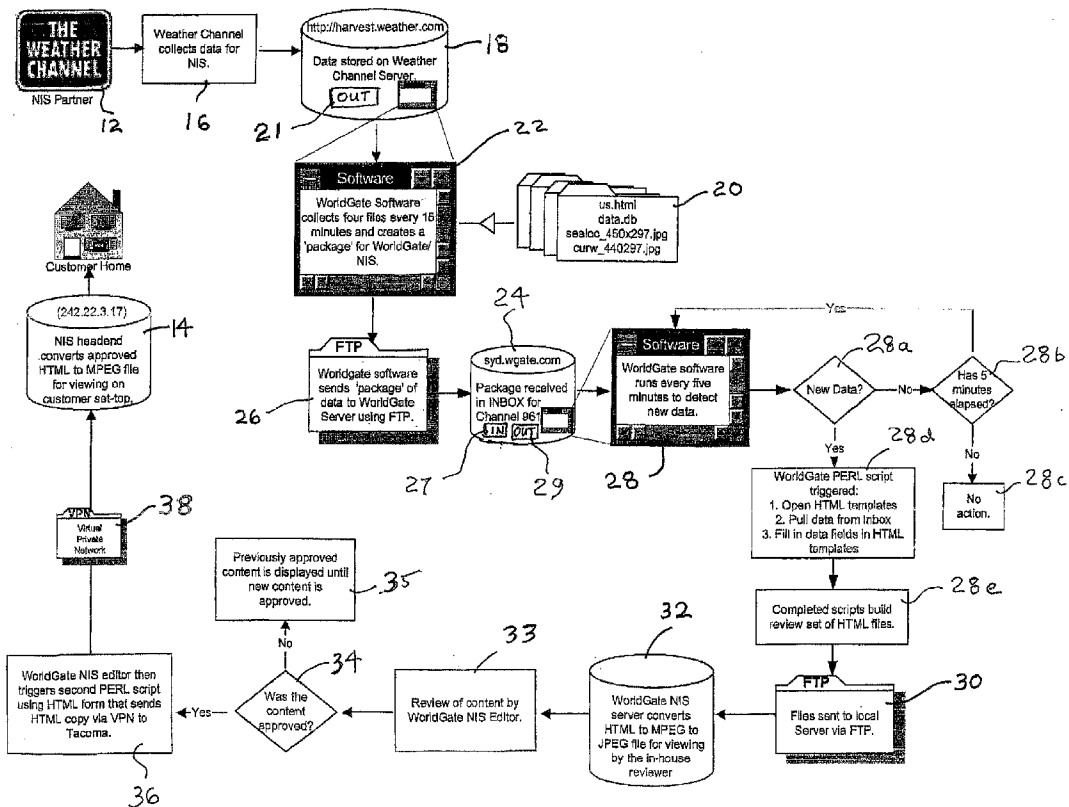 THE
WEATHER
CHANNEL
NIS Partner
12
Weather Channel
collects data for
NIS.
16
http://harvest.weather.com
Data stored on Weather
Channel Server.
OUT
18
21
22
Software
WorldGate Software
collects four files every 15
minutes and creates a
'package' for WorldGate/
NIS.
us.html
data.db
sealoc_460x297.jpg
curw_440297.jpg
20
Customer Home
(242.22.3.17)
NIS headend
converts approved
HTML to MPEG file
for viewing on
customer set-top.
14
FTP
Worldgate software
sends 'package' of
data to WorldGate
Server using FTP.
26
24
syd.wgate.com
Package received
in INBOX for
Channel 961
IN
OUT
27
29
Software
WorldGate software
runs every five
minutes to detect
new data.
28
Yes
28a
New Data?
No
28b
Has 5
minutes
elapsed?
Yes
28d
No
28c
No
action.
WorldGate PERL script
triggered:
1. Open HTML templates
2. Pull data from Inbox
3. Fill in data fields in HTML
templates
28e
Completed scripts build
review set of HTML files.
FTP
Files sent to local
Server via FTP.
30
32
WorldGate NIS
server converts
HTML to MPEG to
JPEG file for viewing
by the in-house
reviewer
33
Review of content by
WorldGate NIS Editor.
34
Was the
content
approved?
No
Previously approved
content is displayed until
new content is
approved.
35
Yes
WorldGate NIS editor then
triggers second PERL script
using HTML form that sends
HTML copy via VPN to
Tacoma.
36
VPN
Virtual
Private
Network
38